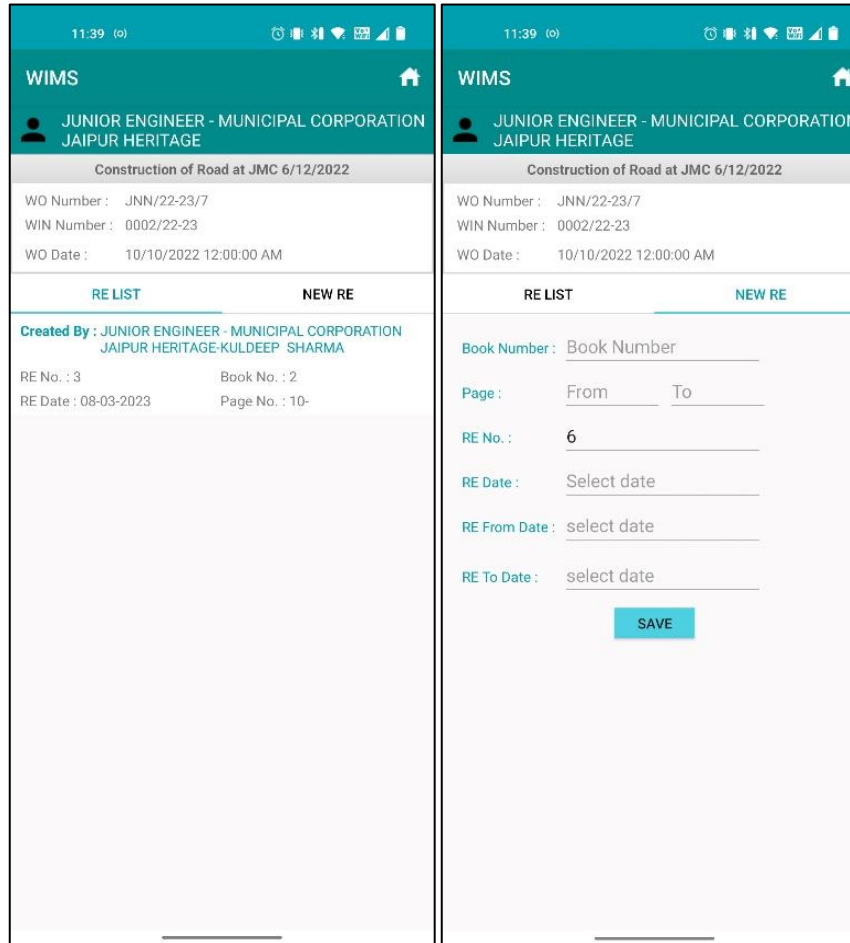 11:39
WIMS
JUNIOR ENGINEER - MUNICIPAL CORPORATION
JAIPUR HERITAGE
Construction of Road at JMC 6/12/2022
WO Number : JNN/22-23/7
WIN Number : 0002/22-23
WO Date : 10/10/2022 12:00:00 AM
RE LIST NEW RE
Created By : JUNIOR ENGINEER - MUNICIPAL CORPORATION
JAIPUR HERITAGE-KULDEEP SHARMA
RE No. : 3 Book No. : 2
RE Date : 08-03-2023 Page No. : 10-
11:39
WIMS
JUNIOR ENGINEER - MUNICIPAL CORPORATION
JAIPUR HERITAGE
Construction of Road at JMC 6/12/2022
WO Number : JNN/22-23/7
WIN Number : 0002/22-23
WO Date : 10/10/2022 12:00:00 AM
RE LIST NEW RE
Book Number : Book Number
Page : From To
RE No. : 6
RE Date : Select date
RE From Date : select date
RE To Date : select date
SAVE